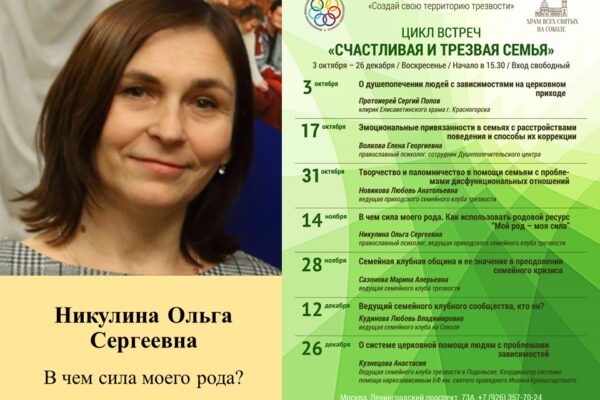 Никулина Ольга
Сергеевна
В чем сила моего рода?
«Создай свою территорию трезвости»
ХРАМ ВСЕХ СВЯТЫХ
НА СОКОЛЕ
ЦИКЛ ВСТРЕЧ
«СЧАСТЛИВАЯ И ТРЕЗВАЯ СЕМЬЯ»
3 октября – 26 декабря / Воскресенье / Начало в 15.30 / Вход свободный
3 октября
О душепопечении людей с зависимостями на церковном
приходе
Протоиерей Сергий Попов
клирик Елисаветинского храма г. Красногорска
17 октября
Эмоциональные привязанности в семьях с расстройствами
поведения и способы их коррекции
Волкова Елена Георгиевна
православный психолог, сотрудник Душепопечительского центра
31 октября
Творчество и паломничество в помощи семьям с пробле-
мами дисфункциональных отношений
Новикова Любовь Анатольевна
ведущая приходского семейного клуба трезвости
14 ноября
В чем сила моего рода. Как использовать родовой ресурс
"Мой род – моя сила"
Никулина Ольга Сергеевна
православный психолог, ведущая приходского семейного клуба трезвости
28 ноября
Семейная клубная община и ее значение в преодолении
семейного кризиса
Сазонова Марина Алерьевна
ведущая семейного клуба трезвости
12 декабря
Ведущий семейного клубного сообщества, кто он?
Кудинова Любовь Владимировна
ведущая семейного клуба на Соколе
26 декабря
О системе церковной помощи людям с проблемами
зависимостей
Кузнецова Анастасия
Ведущая семейного клуба трезвости в Подольске. Координатор системы
помощи наркозависимым БФ им. святого праведного Иоанна Кронштадтского
Москва, Ленинградский проспект, 73А, +7 (926) 357-70-24